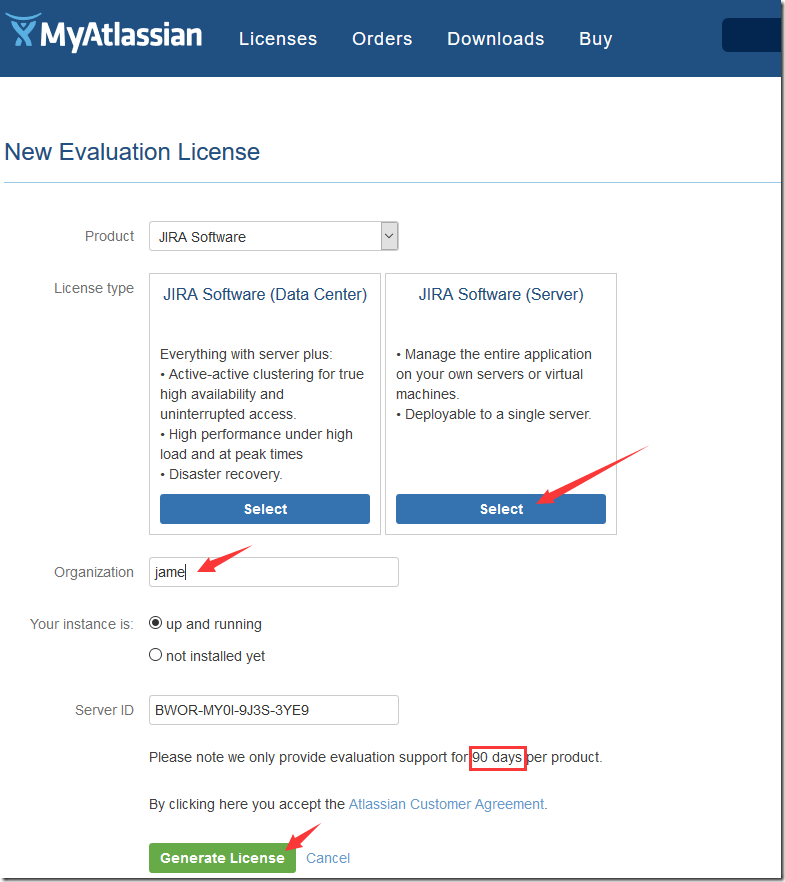 MyAtlassian Licenses Orders Downloads Buy
New Evaluation License
Product JIRA Software
License type
JIRA Software (Data Center)
Everything with server plus:
• Active-active clustering for true
high availability and
uninterrupted access.
• High performance under high
load and at peak times
• Disaster recovery.
Select
JIRA Software (Server)
• Manage the entire application
on your own servers or virtual
machines.
• Deployable to a single server.
Select
Organization jame
Your instance is: up and running
not installed yet
Server ID BWOR-MY0I-9J3S-3YE9
Please note we only provide evaluation support for 90 days per product.
By clicking here you accept the Atlassian Customer Agreement.
Generate License Cancel